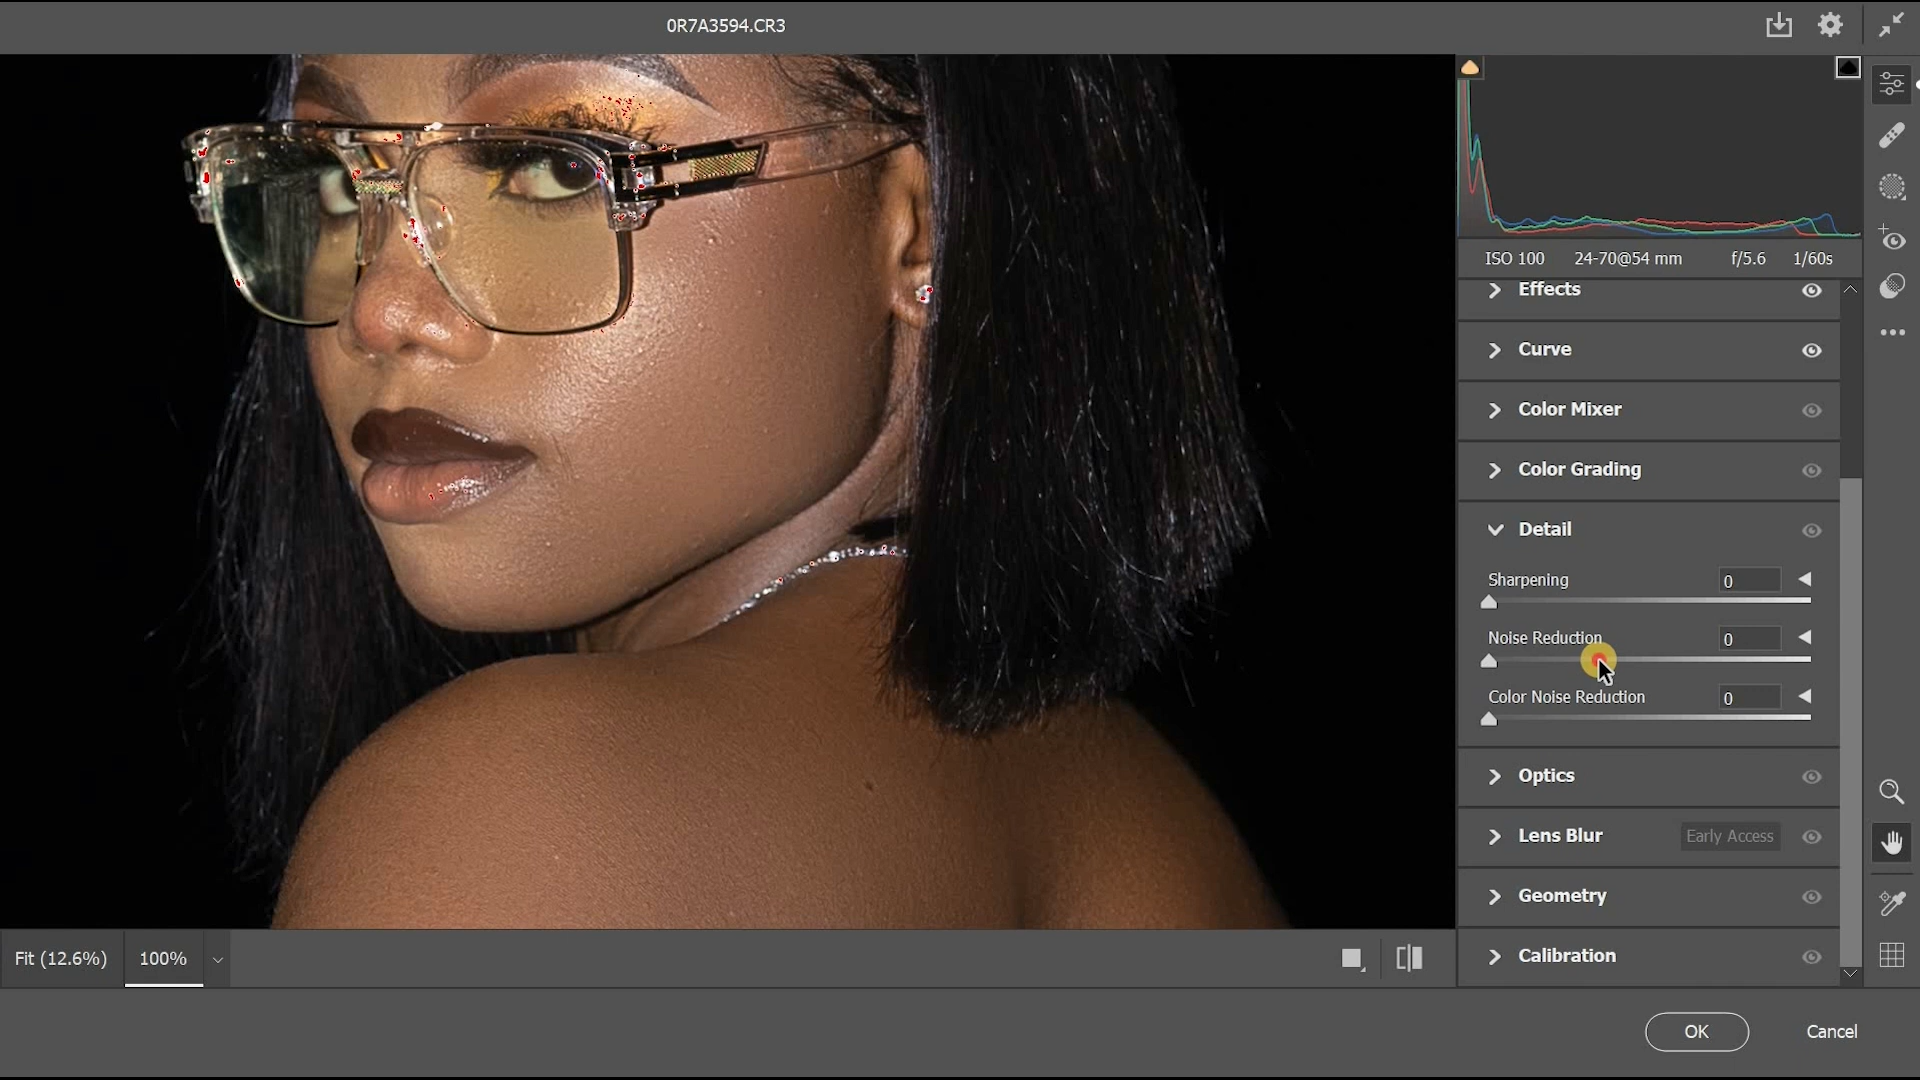 0R7A3594.CR3
ISO 100 24-70@54 mm f/5.6 1/60s
Effects
Curve
Color Mixer
Color Grading
Detail
Sharpening 0
Noise Reduction 0
Color Noise Reduction 0
Optics
Lens Blur Early Access
Geometry
Calibration
Fit (12.6%) 100%
OK Cancel